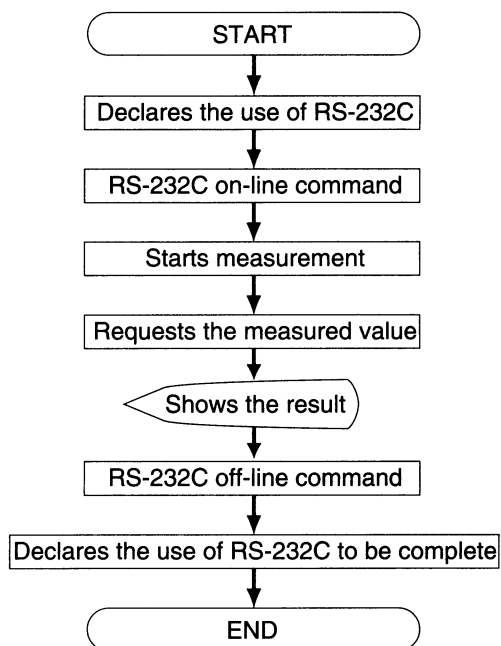 START
Declares the use of RS-232C
RS-232C on-line command
Starts measurement
Requests the measured value
Shows the result
RS-232C off-line command
Declares the use of RS-232C to be complete
END